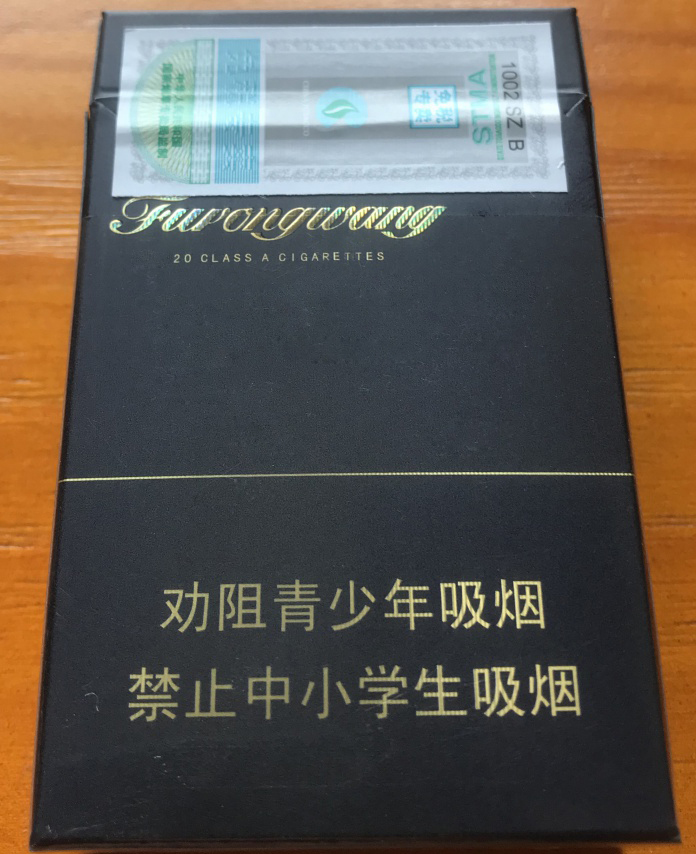 1002 SZ B
STMA
Furongwang
20 CLASS A CIGARETTES
劝阻青少年吸烟
禁止中小学生吸烟